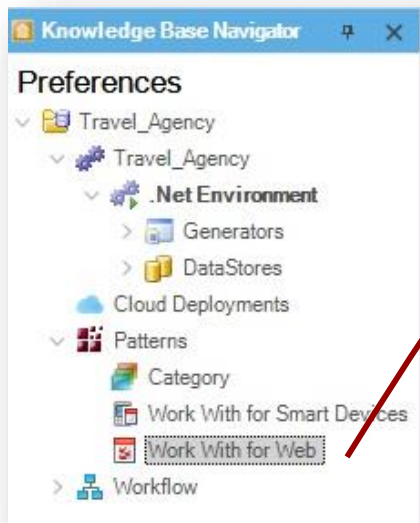 Knowledge Base Navigator
Preferences
Travel_Agency
Travel_Agency
.Net Environment
Generators
DataStores
Cloud Deployments
Patterns
Category
Work With for Smart Devices
Work With for Web
Workflow